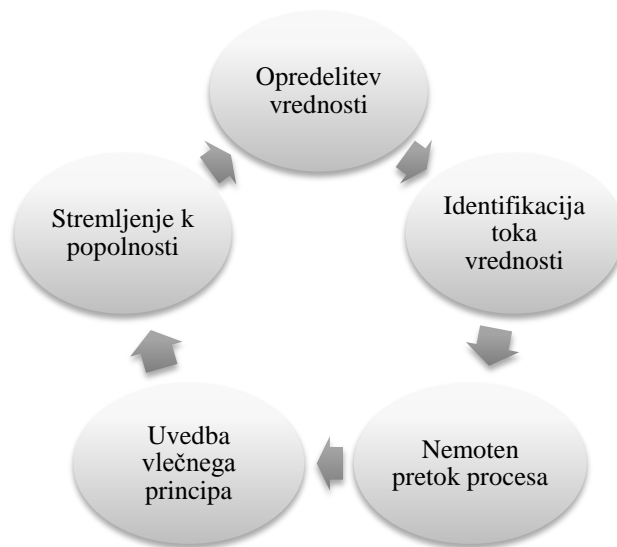 Opredelitev
vrednosti
Identifikacija
toka
vrednosti
Nemoten
pretok procesa
Uvedba
vlečnega
principa
Stremljenje k
popolnosti